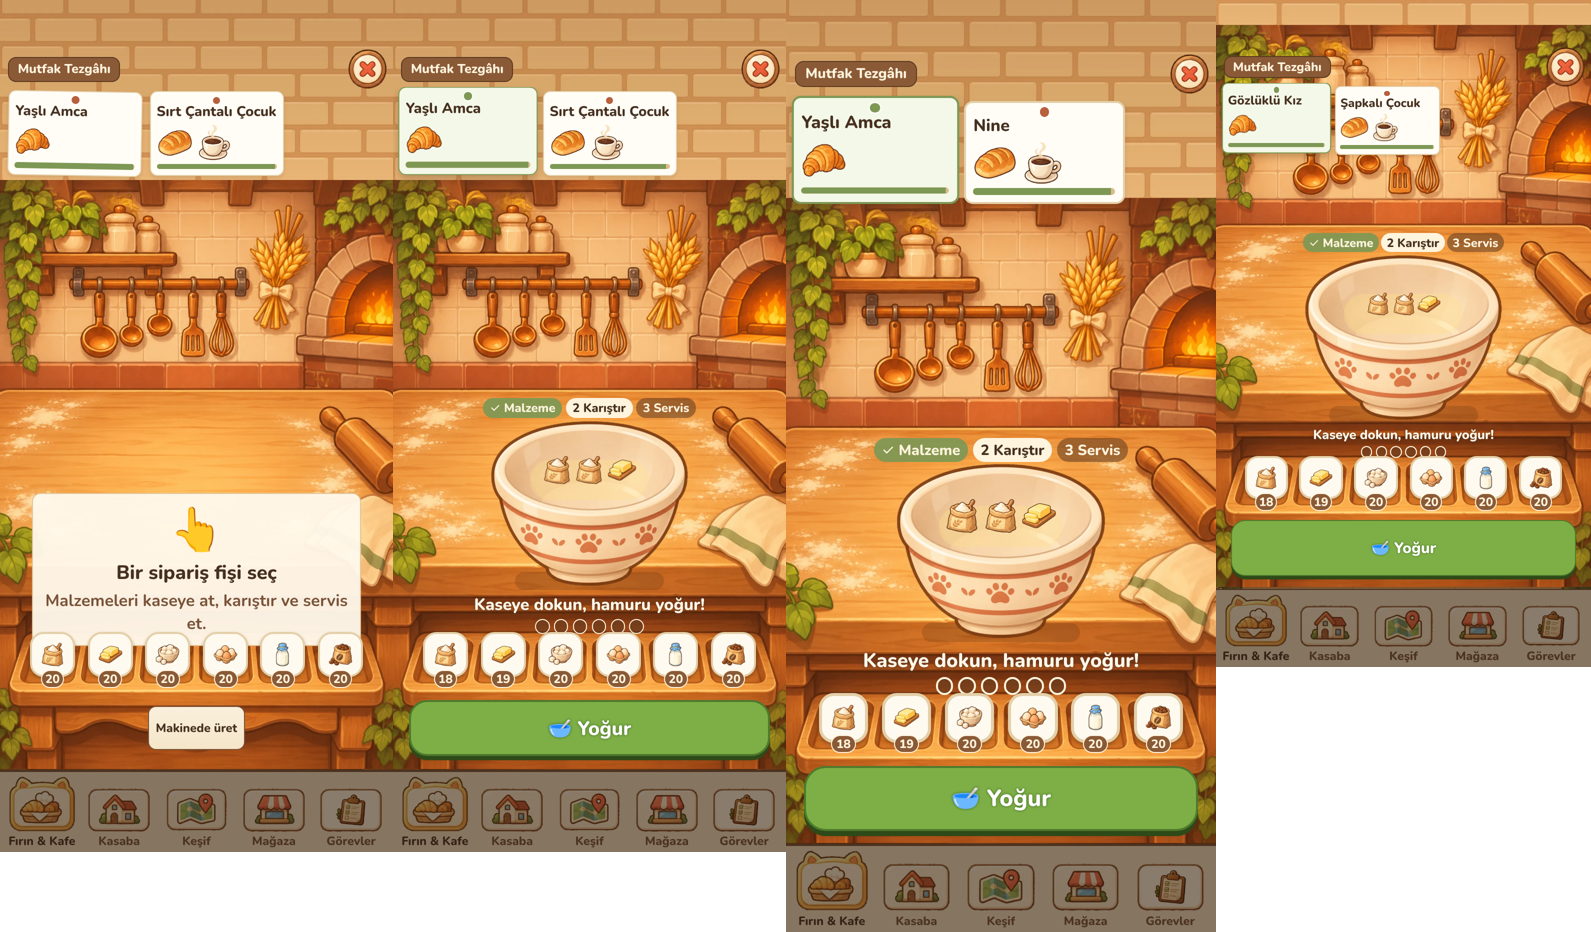 Mutfak Tezgâhı
Yaşlı Amca
Sırt Çantalı Çocuk
Bir sipariş fişi seç
Malzemeleri kaseye at, karıştır ve servis
et.
20 20 20 20 20 20
Makinede üret
Fırın & Kafe Kasaba Keşif Mağaza Görevler
Mutfak Tezgâhı
Yaşlı Amca
Sırt Çantalı Çocuk
✓ Malzeme 2 Karıştır 3 Servis
Kaseye dokun, hamuru yoğur!
18 19 20 20 20 20
Yoğur
Fırın & Kafe Kasaba Keşif Mağaza Görevler
Mutfak Tezgâhı
Yaşlı Amca
Nine
✓ Malzeme 2 Karıştır 3 Servis
Kaseye dokun, hamuru yoğur!
18 19 20 20 20 20
Yoğur
Fırın & Kafe Kasaba Keşif Mağaza Görevler
Mutfak Tezgâhı
Gözlüklü Kız
Şapkalı Çocuk
✓ Malzeme 2 Karıştır 3 Servis
Kaseye dokun, hamuru yoğur!
18 19 20 20 20 20
Yoğur
Fırın & Kafe Kasaba Keşif Mağaza Görevler